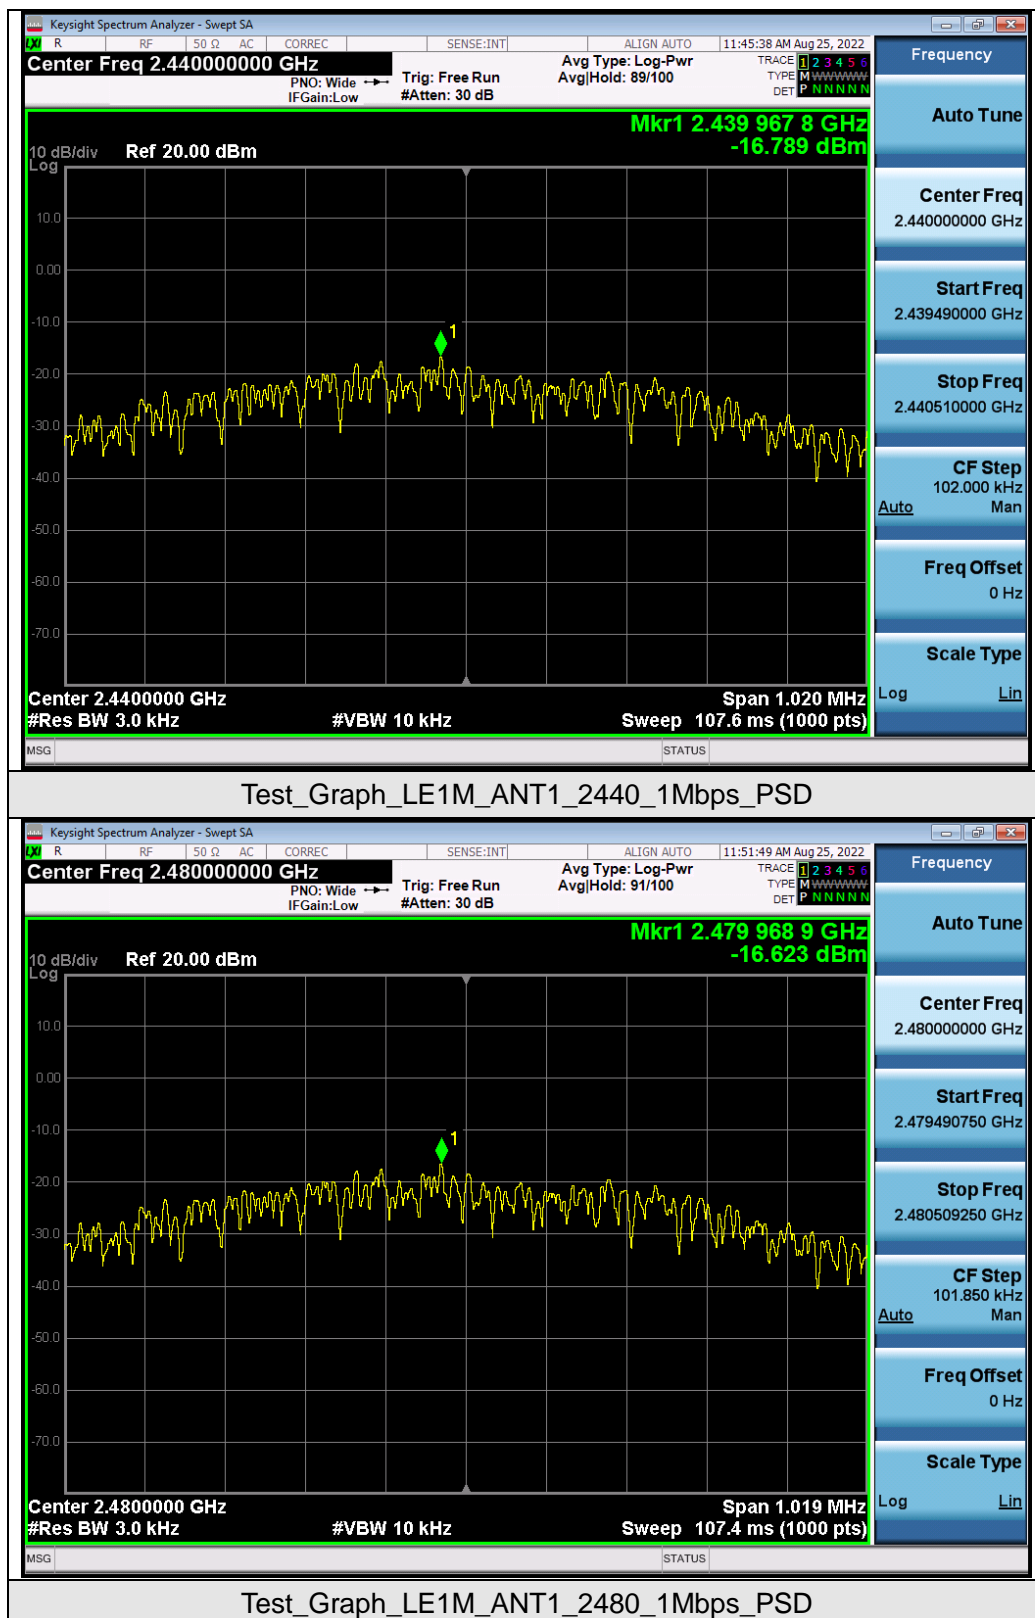 Keysight Spectrum Analyzer - Swept SA
LXI R RF 50 Ω AC CORREC SENSE:INT ALIGN AUTO 11:45:38 AM Aug 25, 2022
Center Freq 2.440000000 GHz
PNO: Wide
IFGain:Low
Trig: Free Run
#Atten: 30 dB
Avg Type: Log-Pwr
Avg|Hold: 89/100
TRACE 1 2 3 4 5 6
TYPE M WWWWW
DET P N N N N N
Mkr1 2.439 967 8 GHz
-16.789 dBm
10 dB/div Ref 20.00 dBm
Log
10.0
0.00
-10.0
1
-20.0
-30.0
-40.0
-50.0
-60.0
-70.0
Center 2.4400000 GHz Span 1.020 MHz
#Res BW 3.0 kHz #VBW 10 kHz Sweep 107.6 ms (1000 pts)
MSG STATUS
Frequency
Auto Tune
Center Freq
2.440000000 GHz
Start Freq
2.439490000 GHz
Stop Freq
2.440510000 GHz
CF Step
102.000 kHz
Auto Man
Freq Offset
0 Hz
Scale Type
Log Lin
Test_Graph_LE1M_ANT1_2440_1Mbps_PSD
Keysight Spectrum Analyzer - Swept SA
LXI R RF 50 Ω AC CORREC SENSE:INT ALIGN AUTO 11:51:49 AM Aug 25, 2022
Center Freq 2.480000000 GHz
PNO: Wide
IFGain:Low
Trig: Free Run
#Atten: 30 dB
Avg Type: Log-Pwr
Avg|Hold: 91/100
TRACE 1 2 3 4 5 6
TYPE M WWWWW
DET P N N N N N
Mkr1 2.479 968 9 GHz
-16.623 dBm
10 dB/div Ref 20.00 dBm
Log
10.0
0.00
-10.0
1
-20.0
-30.0
-40.0
-50.0
-60.0
-70.0
Center 2.4800000 GHz Span 1.019 MHz
#Res BW 3.0 kHz #VBW 10 kHz Sweep 107.4 ms (1000 pts)
MSG STATUS
Frequency
Auto Tune
Center Freq
2.480000000 GHz
Start Freq
2.479490750 GHz
Stop Freq
2.480509250 GHz
CF Step
101.850 kHz
Auto Man
Freq Offset
0 Hz
Scale Type
Log Lin
Test_Graph_LE1M_ANT1_2480_1Mbps_PSD